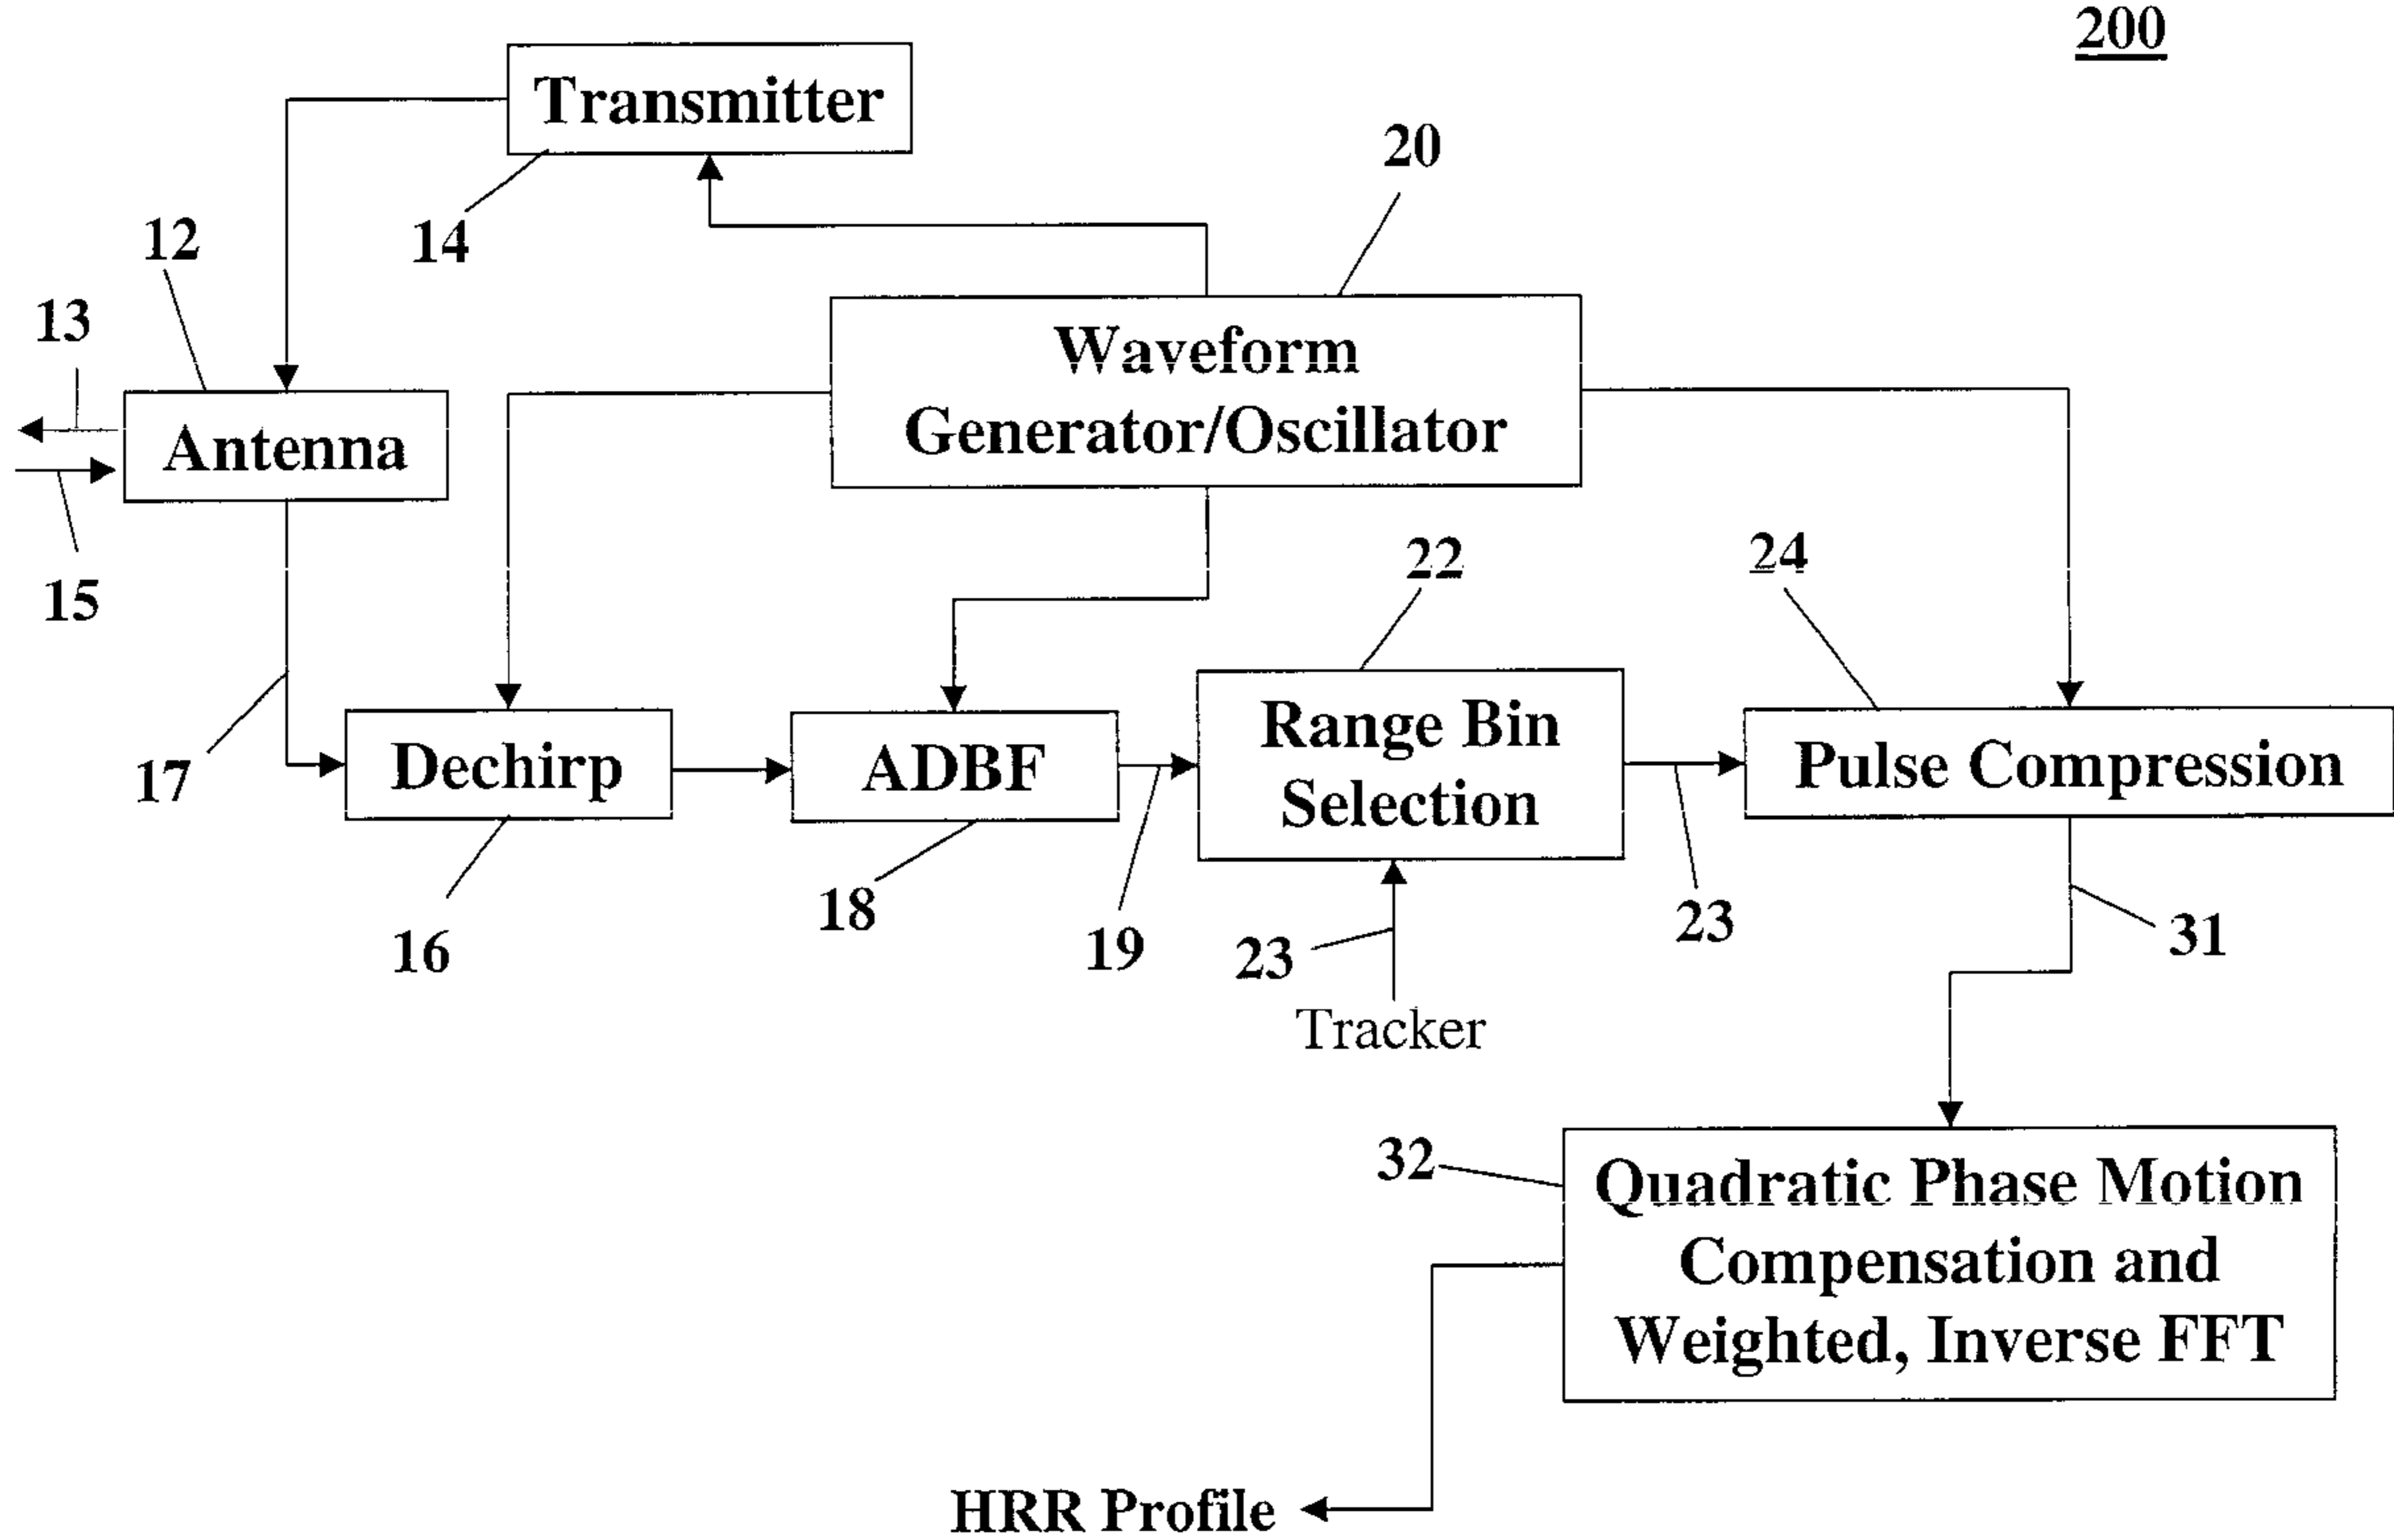 200
Transmitter
20
14
12
13
Waveform
Generator/Oscillator
Antenna
15
22
24
17
Dechirp
ADBF
Range Bin
Selection
Pulse Compression
16
18
19
23
23
31
Tracker
32
Quadratic Phase Motion
Compensation and
Weighted, Inverse FFT
HRR Profile